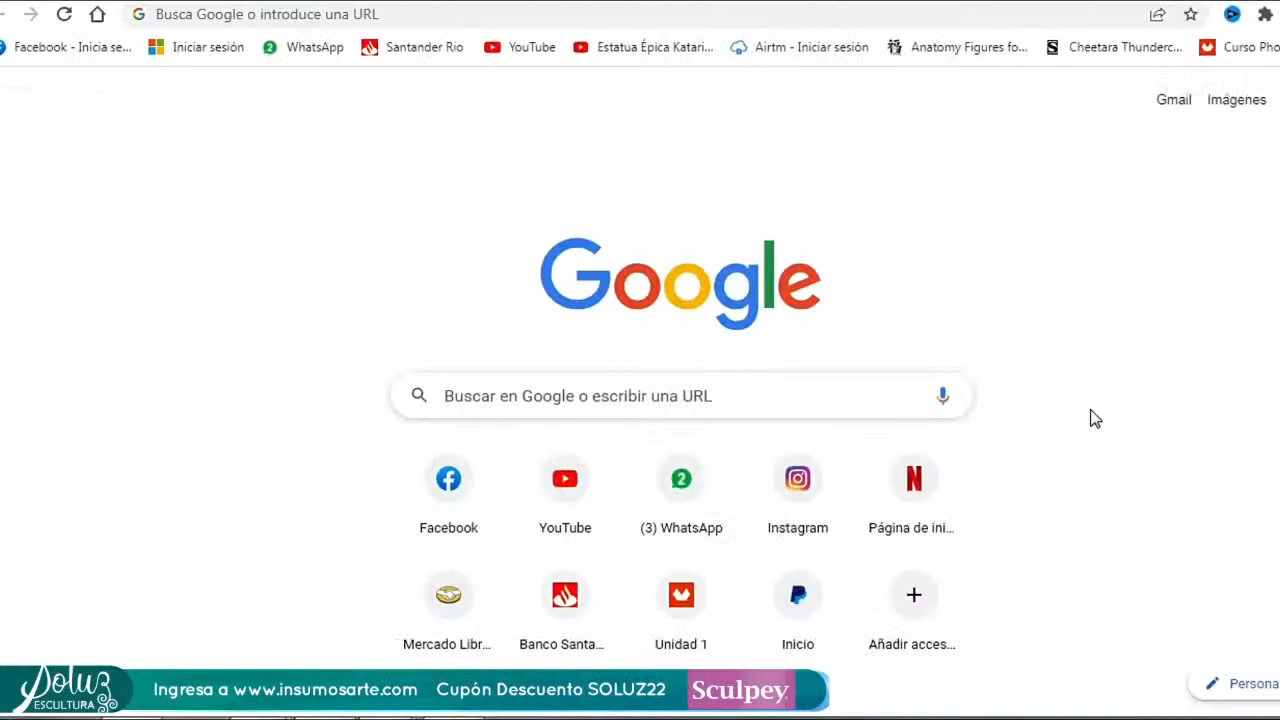 Busca Google o introduce una URL
Facebook - Inicia se... Iniciar sesión WhatsApp Santander Rio YouTube Estatua Épica Katari... Airtm - Iniciar sesión Anatomy Figures fo... Cheetara Thunderc... Curso Pho
Gmail Imágenes
Google
Buscar en Google o escribir una URL
Facebook YouTube (3) WhatsApp Instagram Página de ini...
Mercado Libr... Banco Santa... Unidad 1 Inicio Añadir acces...
Persona
Soluz
ESCULTURA
Ingresa a www.insumosarte.com Cupón Descuento SOLUZ22 Sculpey